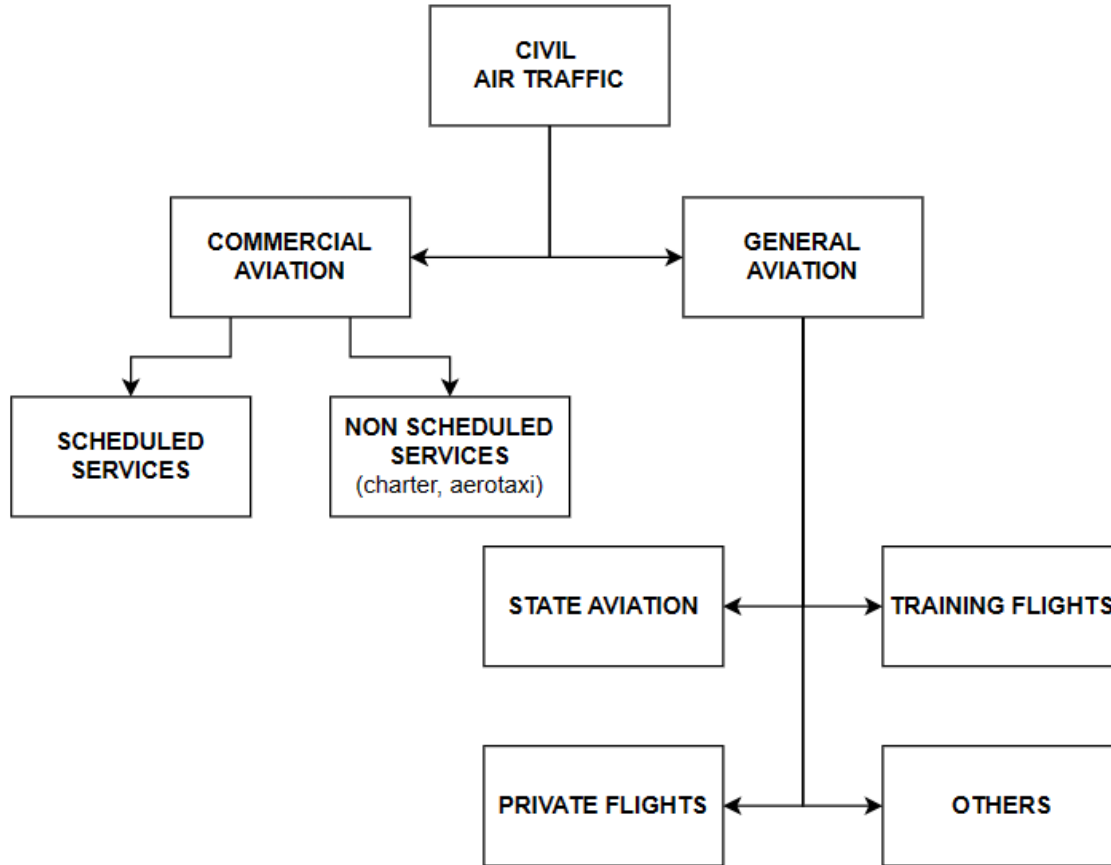 CIVIL
AIR TRAFFIC
COMMERCIAL
AVIATION
GENERAL
AVIATION
SCHEDULED
SERVICES
NON SCHEDULED
SERVICES
(charter, aerotaxi)
STATE AVIATION
TRAINING FLIGHTS
PRIVATE FLIGHTS
OTHERS